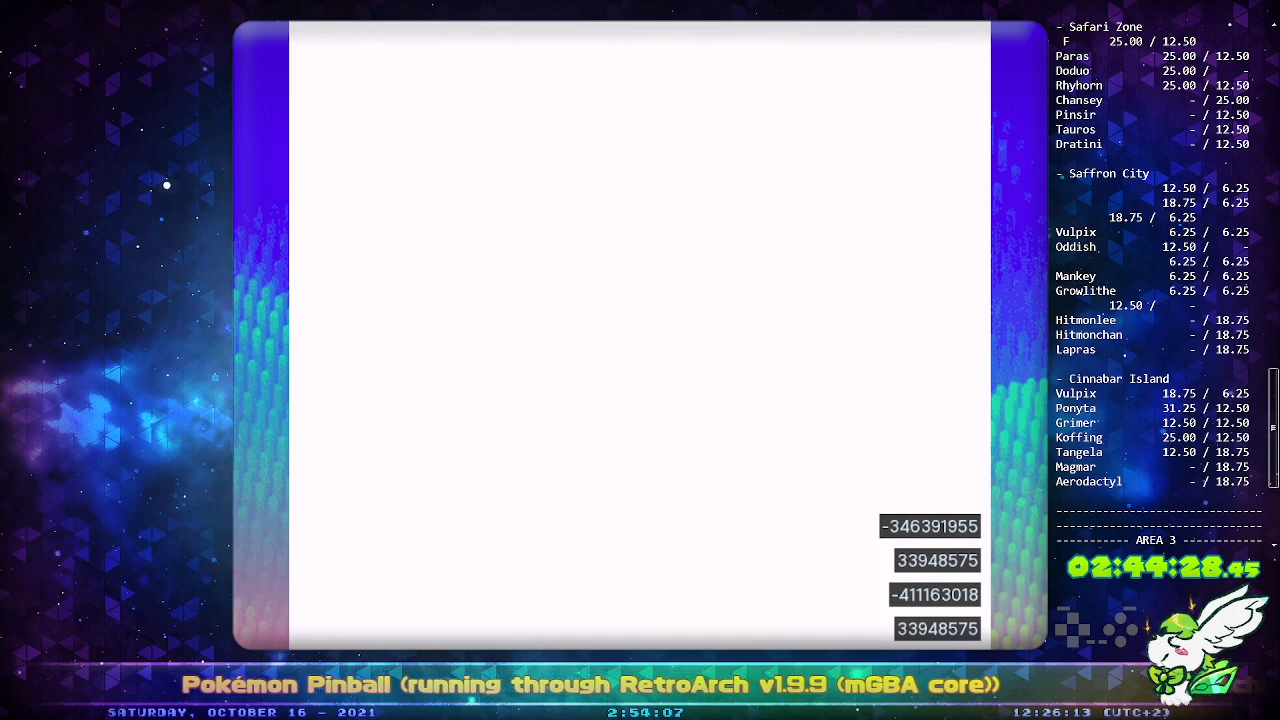 -346391955
33948575
-411163018
33948575
- Safari Zone
F 25.00 / 12.50
Paras 25.00 / 12.50
Doduo 25.00 / -
Rhyhorn 25.00 / 12.50
Chansey - / 25.00
Pinsir - / 12.50
Tauros - / 12.50
Dratini - / 12.50
- Saffron City
12.50 / 6.25
18.75 / 6.25
18.75 / 6.25
Vulpix 6.25 / 6.25
Oddish 12.50 / -
6.25 / 6.25
Mankey 6.25 / 6.25
Growlithe 6.25 / 6.25
12.50 / -
Hitmonlee - / 18.75
Hitmonchan - / 18.75
Lapras - / 18.75
- Cinnabar Island
Vulpix 18.75 / 6.25
Ponyta 31.25 / 12.50
Grimer 12.50 / 12.50
Koffing 25.00 / 12.50
Tangela 12.50 / 18.75
Magmar - / 18.75
Aerodactyl - / 18.75
---------- AREA 3 -----------
02:44:28.45
Pokémon Pinball (running through RetroArch v1.9.9 (mGBA core))
SATURDAY, OCTOBER 16 - 2021
2:54:07
12:26:13 (UTC+2)